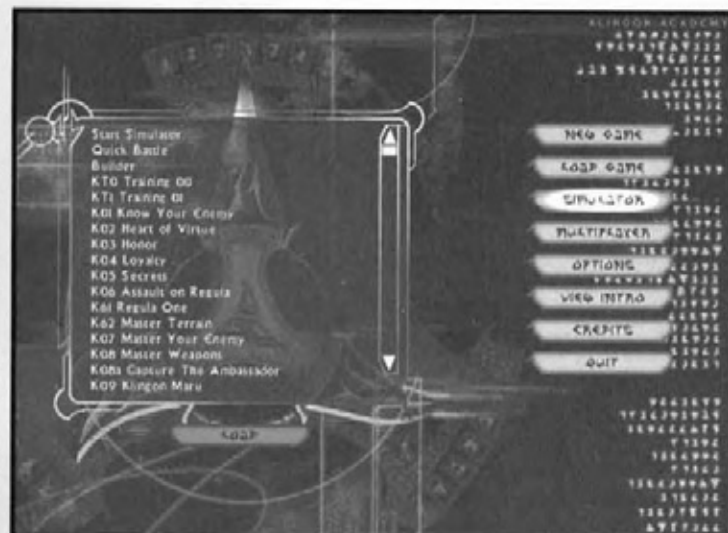 KLINGON ACADEMY
Start Simulator
Quick Battle
Builder
KT0 Training 00
KT1 Training 01
K01 Know Your Enemy
K02 Heart of Virtue
K03 Honor
K04 Loyalty
K05 Secrets
K06 Assault on Regula
K61 Regula One
K62 Master Terrain
K07 Master Your Enemy
K08 Master Weapons
K08a Capture The Ambassador
K09 Klingon Maru
LOAD
NEW GAME
LOAD GAME
SIMULATOR
MULTIPLAYER
OPTIONS
VIEW INTRO
CREDITS
QUIT